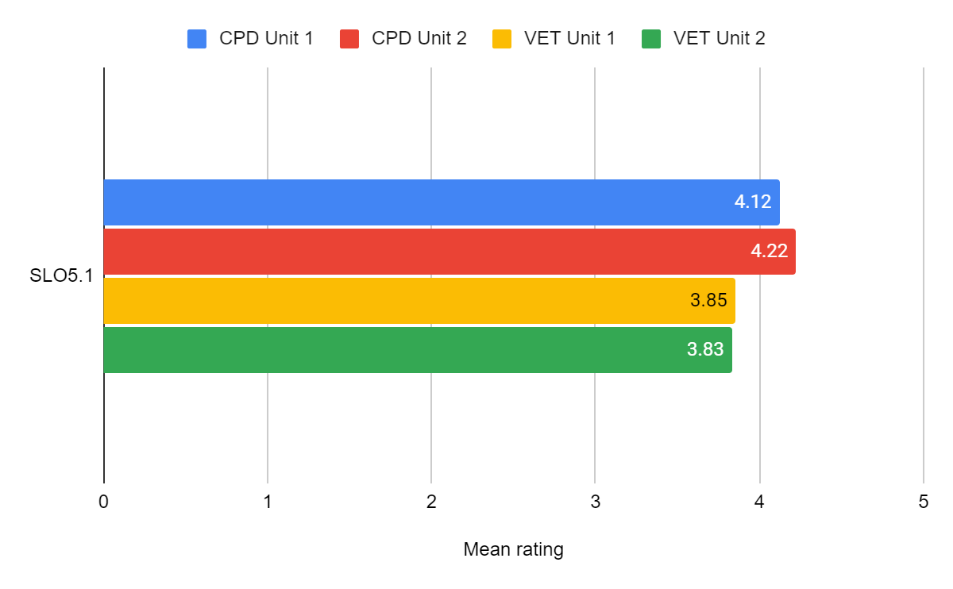 CPD Unit 1 CPD Unit 2 VET Unit 1 VET Unit 2
4.12
4.22
SLO5.1
3.85
3.83
0 1 2 3 4 5
Mean rating